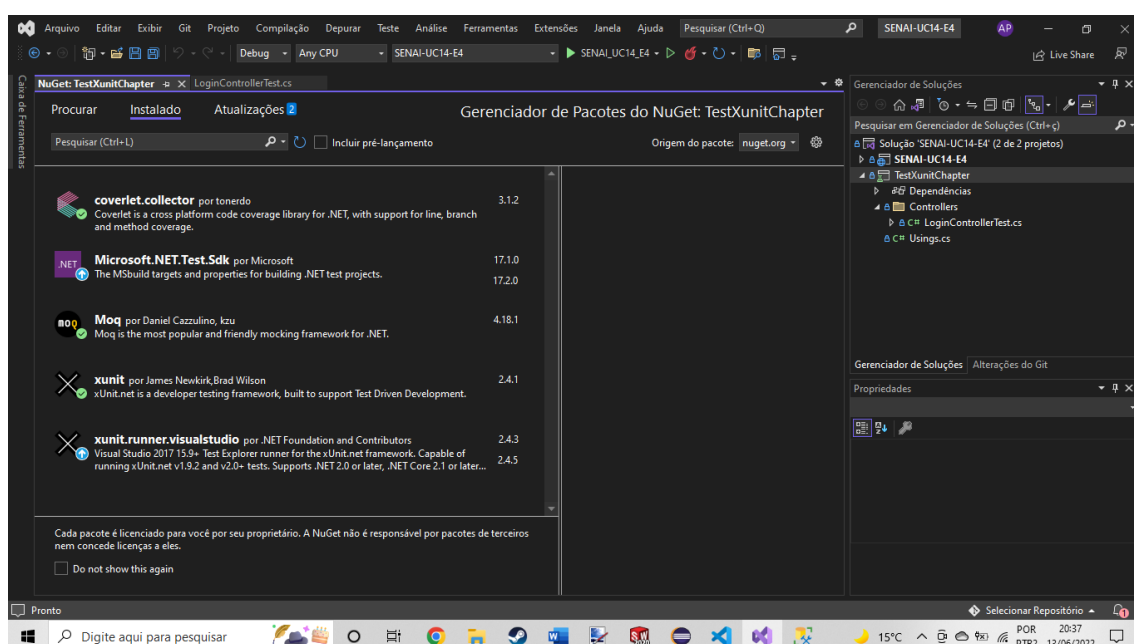 Arquivo Editar Exibir Git Projeto Compilação Depurar Teste Análise Ferramentas Extensões Janela Ajuda Pesquisar (Ctrl+Q) SENAI-UC14-E4 AP
Debug Any CPU SENAI-UC14-E4 SENAI_UC14_E4 Live Share
Caixa de Ferramentas
NuGet: TestXunitChapter LoginControllerTest.cs
Procurar Instalado Atualizações 2 Gerenciador de Pacotes do NuGet: TestXunitChapter
Pesquisar (Ctrl+L) Incluir pré-lançamento Origem do pacote: nuget.org
coverlet.collector por tonerdo 3.1.2
Coverlet is a cross platform code coverage library for .NET, with support for line, branch
and method coverage.
.NET
Microsoft.NET.Test.Sdk por Microsoft 17.1.0
The MSbuild targets and properties for building .NET test projects.
17.2.0
moq
Moq por Daniel Cazzulino, kzu 4.18.1
Moq is the most popular and friendly mocking framework for .NET.
xunit por James Newkirk,Brad Wilson 2.4.1
xUnit.net is a developer testing framework, built to support Test Driven Development.
xunit.runner.visualstudio por .NET Foundation and Contributors 2.4.3
Visual Studio 2017 15.9+ Test Explorer runner for the xUnit.net framework. Capable of
running xUnit.net v1.9.2 and v2.0+ tests. Supports .NET 2.0 or later, .NET Core 2.1 or later...
2.4.5
Cada pacote é licenciado para você por seu proprietário. A NuGet não é responsável por pacotes de terceiros
nem concede licenças a eles.
Do not show this again
Gerenciador de Soluções
Pesquisar em Gerenciador de Soluções (Ctrl+ç)
Solução 'SENAI-UC14-E4' (2 de 2 projetos)
SENAI-UC14-E4
TestXunitChapter
Dependências
Controllers
C# LoginControllerTest.cs
C# Usings.cs
Gerenciador de Soluções Alterações do Git
Propriedades
Pronto Selecionar Repositório
Digite aqui para pesquisar 15°C POR 20:37
PTB2 13/06/2022